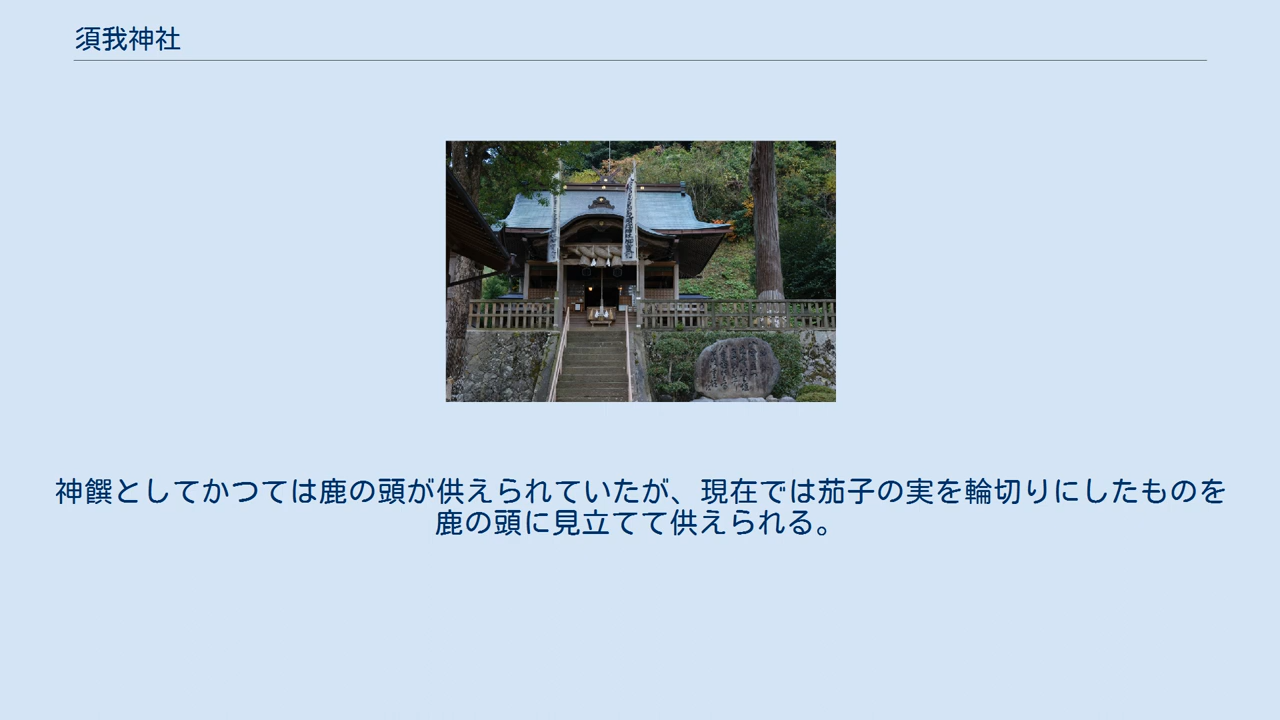 須我神社
神饌としてかつては鹿の頭が供えられていたが、現在では茄子の実を輪切りにしたものを
鹿の頭に見立てて供えられる。